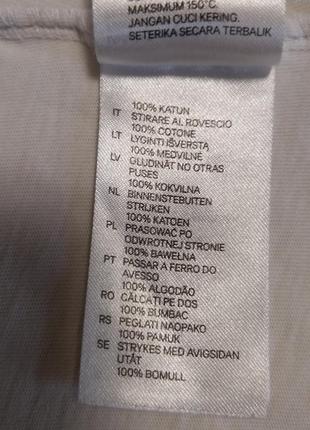 MAKSIMUM 150°C.
JANGAN CUCI KERING.
SETERIKA SECARA TERBALIK
100% KATUN
IT STIRARE AL ROVESCIO
100% COTONE
LT LYGINTI IŠVERSTĄ
100% MEDVILNĖ
LV GLUDINĀT NO OTRAS
PUSES
100% KOKVILNA
NL BINNENSTEBUITEN
STRIJKEN
100% KATOEN
PL PRASOWAĆ PO
ODWROTNEJ STRONIE
100% BAWEŁNA
PT PASSAR A FERRO DO
AVESSO
100% ALGODÃO
RO CĂLCAȚI PE DOS
100% BUMBAC
RS PEGLATI NAOPAKO
100% PAMUK
SE STRYKES MED AVIGSIDAN
UTÅT
100% BOMULL